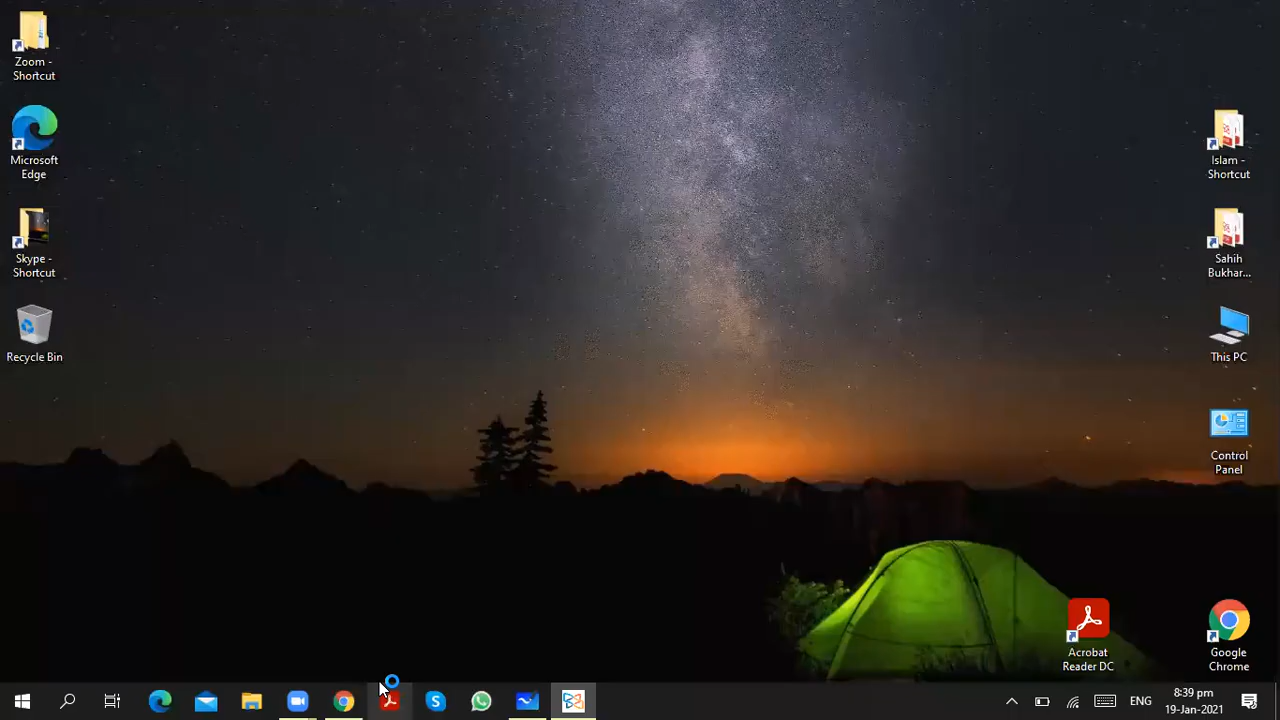 Zoom -
Shortcut
Microsoft
Edge
Skype -
Shortcut
Recycle Bin
Islam -
Shortcut
Sahih
Bukhar...
This PC
Control
Panel
Acrobat
Reader DC
Google
Chrome
ENG
8:39 pm
19-Jan-2021